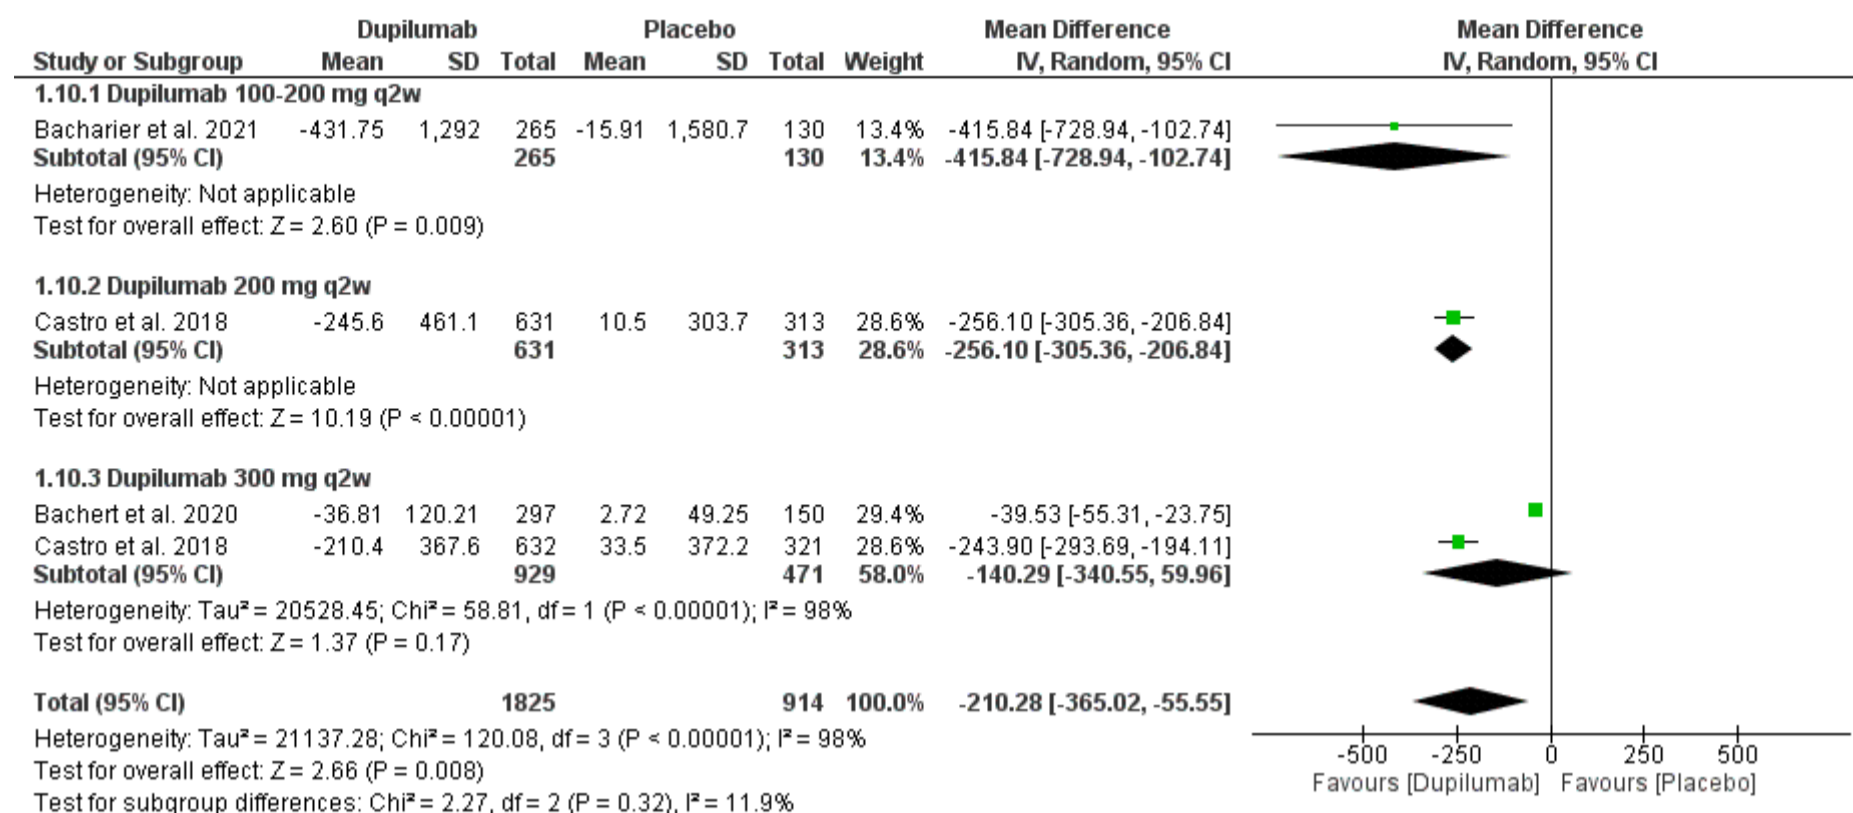 Dupilumab Placebo Mean Difference Mean Difference
Study or Subgroup Mean SD Total Mean SD Total Weight IV, Random, 95% CI IV, Random, 95% CI
1.10.1 Dupilumab 100-200 mg q2w
Bacharier et al. 2021 -431.75 1,292 265 -15.91 1,580.7 130 13.4% -415.84 [-728.94, -102.74]
Subtotal (95% CI) 265 130 13.4% -415.84 [-728.94, -102.74]
Heterogeneity: Not applicable
Test for overall effect: Z = 2.60 (P = 0.009)
1.10.2 Dupilumab 200 mg q2w
Castro et al. 2018 -245.6 461.1 631 10.5 303.7 313 28.6% -256.10 [-305.36, -206.84]
Subtotal (95% CI) 631 313 28.6% -256.10 [-305.36, -206.84]
Heterogeneity: Not applicable
Test for overall effect: Z = 10.19 (P < 0.00001)
1.10.3 Dupilumab 300 mg q2w
Bachert et al. 2020 -36.81 120.21 297 2.72 49.25 150 29.4% -39.53 [-55.31, -23.75]
Castro et al. 2018 -210.4 367.6 632 33.5 372.2 321 28.6% -243.90 [-293.69, -194.11]
Subtotal (95% CI) 929 471 58.0% -140.29 [-340.55, 59.96]
Heterogeneity: Tau² = 20528.45; Chi² = 58.81, df = 1 (P < 0.00001); I² = 98%
Test for overall effect: Z = 1.37 (P = 0.17)
Total (95% CI) 1825 914 100.0% -210.28 [-365.02, -55.55]
Heterogeneity: Tau² = 21137.28; Chi² = 120.08, df = 3 (P < 0.00001); I² = 98%
Test for overall effect: Z = 2.66 (P = 0.008)
Test for subgroup differences: Chi² = 2.27, df = 2 (P = 0.32), I² = 11.9%
-500 -250 0 250 500
Favours [Dupilumab] Favours [Placebo]